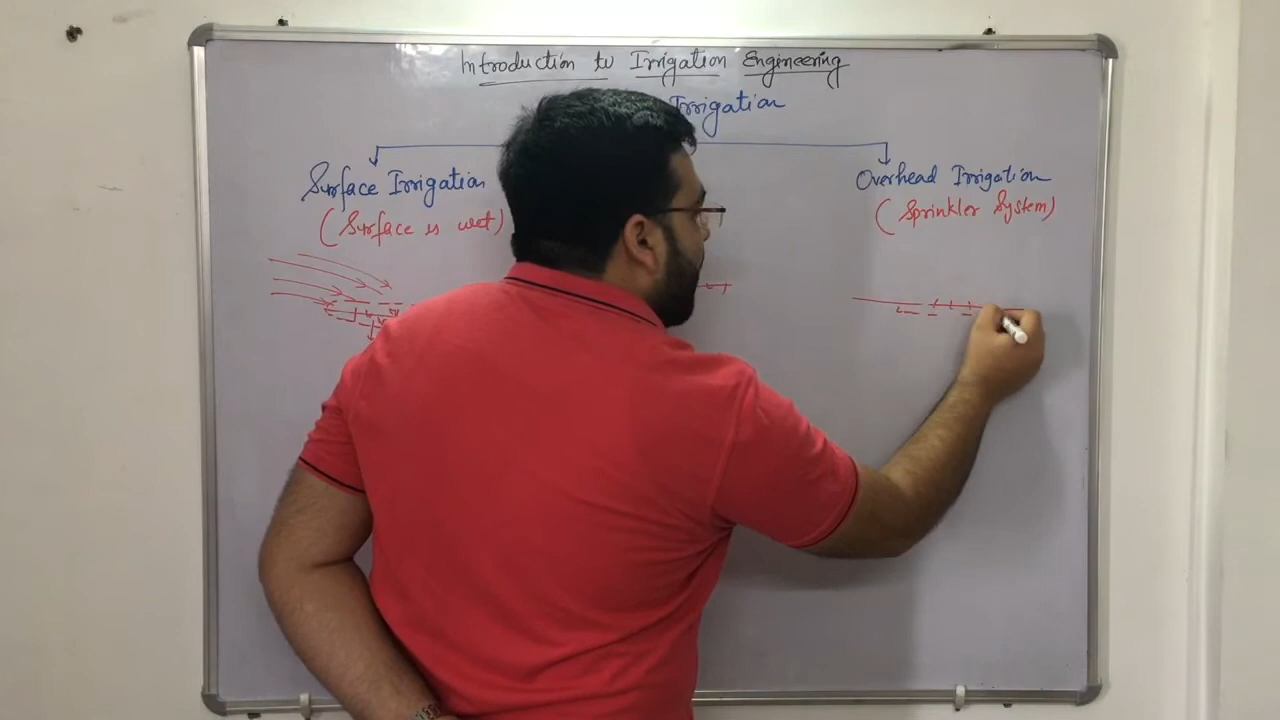 Introduction to Irrigation Engineering
Irrigation
Surface Irrigation
(Surface is wet)
Overhead Irrigation
(Sprinkler System)